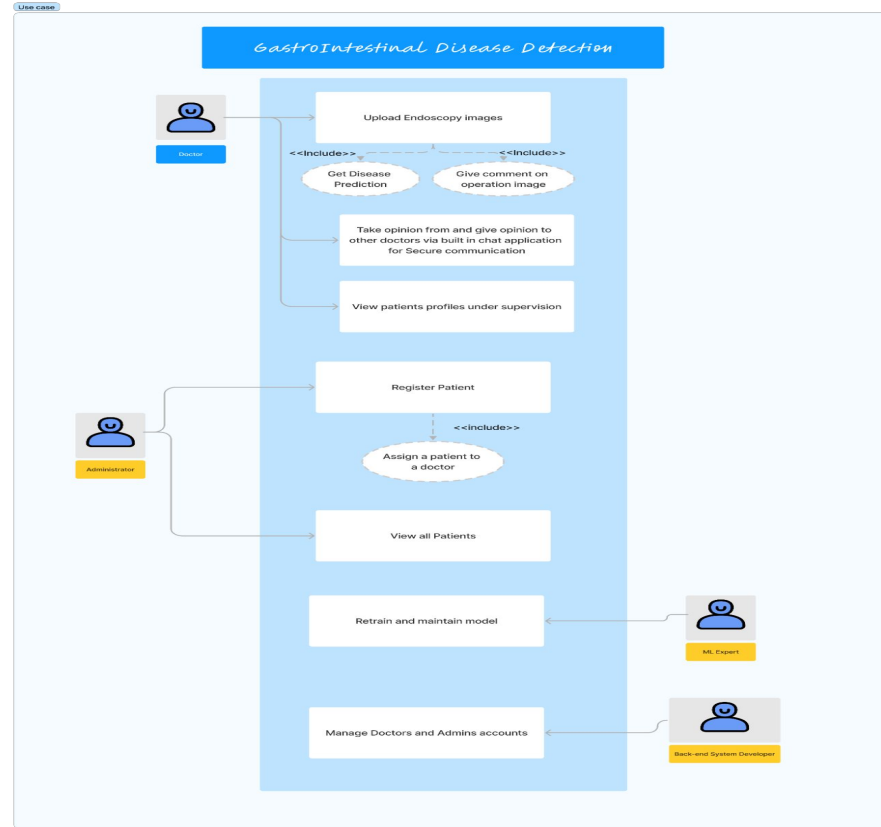 Use case
GastroIntestinal Disease Detection
Doctor
Upload Endoscopy images
<<Include>>
<<Include>>
Get Disease
Prediction
Give comment on
operation image
Take opinion from and give opinion to
other doctors via built in chat application
for Secure communication
View patients profiles under supervision
Register Patient
<<include>>
Administrator
Assign a patient to
a doctor
View all Patients
Retrain and maintain model
ML Expert
Manage Doctors and Admins accounts
Back-end System Developer